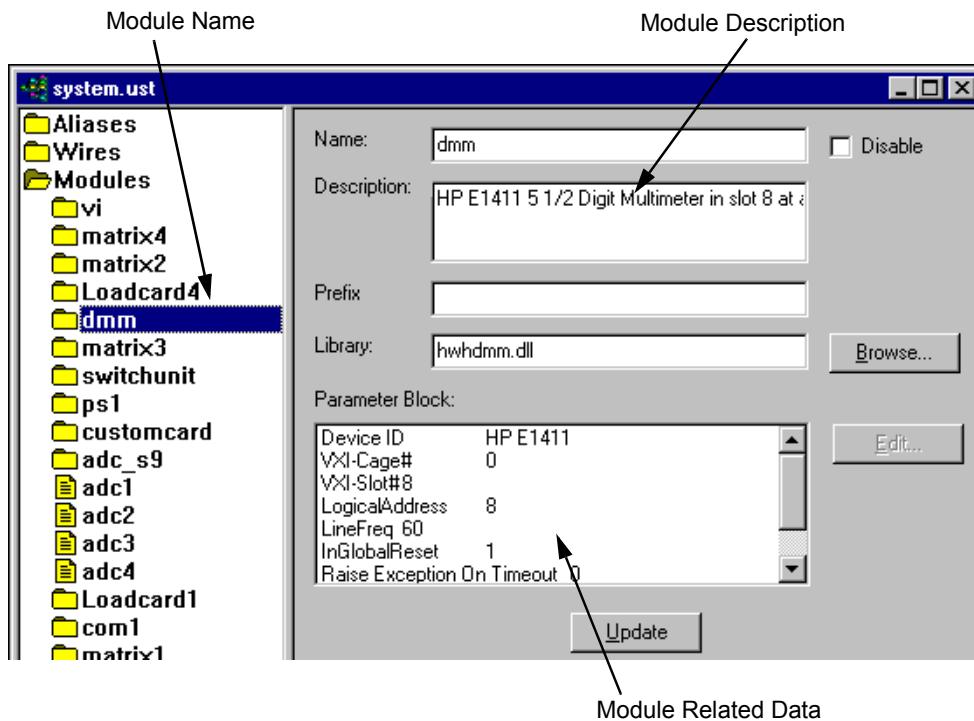 Module Name
Module Description
system.ust
Aliases
Wires
Modules
vi
matrix4
matrix2
Loadcard4
dmm
matrix3
switchunit
ps1
customcard
adc_s9
adc1
adc2
adc3
adc4
Loadcard1
com1
matrix1
Name: dmm
Disable
Description: HP E1411 5 1/2 Digit Multimeter in slot 8 at
Prefix
Library: hwhdmm.dll
Browse...
Parameter Block:
Device ID HP E1411
VXI-Cage# 0
VXI-Slot#8
LogicalAddress 8
LineFreq 60
InGlobalReset 1
Raise Exception On Timeout 0
Edit...
Update
Module Related Data